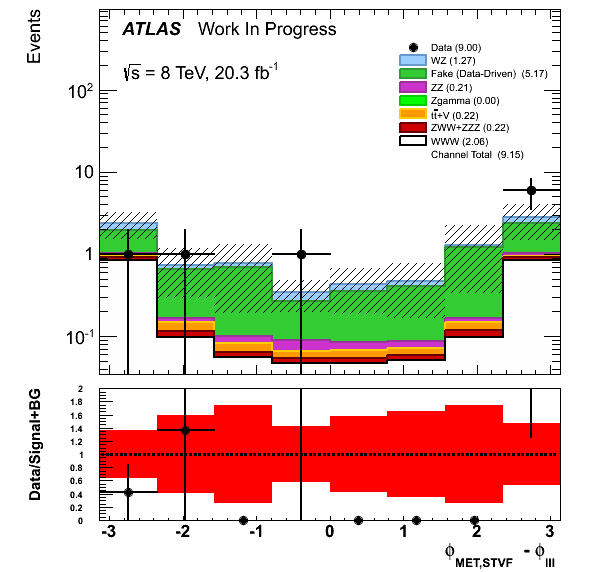 Events
ATLAS Work In Progress
√s = 8 TeV, 20.3 fb⁻¹
Data (9.00)
WZ (1.27)
Fake (Data-Driven) (5.17)
ZZ (0.21)
Zgamma (0.00)
tt̄+V (0.22)
ZWW+ZZZ (0.22)
WWW (2.06)
Channel Total (9.15)
10²
10
1
10⁻¹
Data/Signal+BG
2
1.8
1.6
1.4
1.2
1
0.8
0.6
0.4
0.2
0
-3 -2 -1 0 1 2 3
ϕMET,STVF - ϕlll